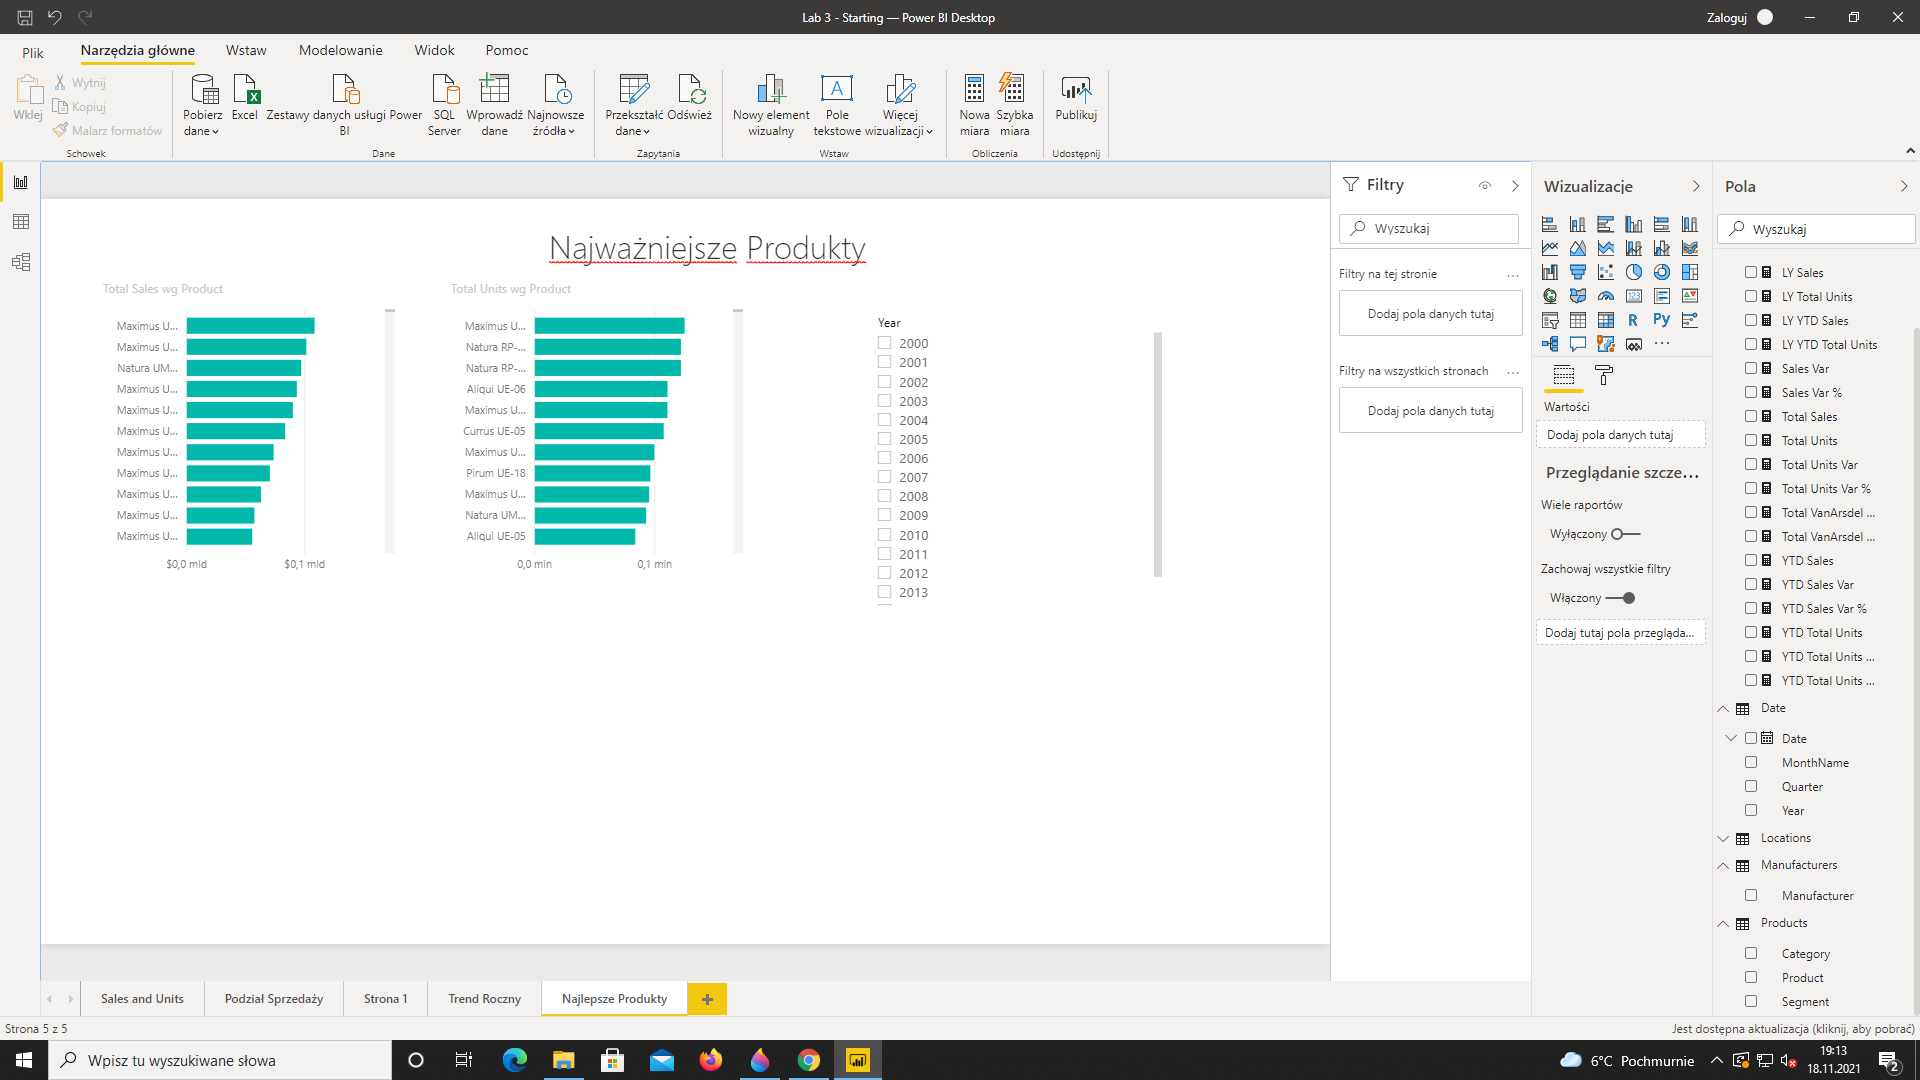 Lab 3 - Starting — Power BI Desktop
Zaloguj
Plik
Narzędzia główne
Wstaw
Modelowanie
Widok
Pomoc
Wklej
Wytnij
Kopiuj
Malarz formatów
Schowek
Pobierz dane
Excel
Zestawy danych usługi Power BI
SQL Server
Wprowadź dane
Najnowsze źródła
Dane
Przekształć dane
Odśwież
Zapytania
Nowy element wizualny
Pole tekstowe
Więcej wizualizacji
Wstaw
Nowa miara
Szybka miara
Obliczenia
Publikuj
Udostępnij
Najważniejsze Produkty
Total Sales wg Product
Maximus U...
Maximus U...
Natura UM...
Maximus U...
Maximus U...
Maximus U...
Maximus U...
Maximus U...
Maximus U...
Maximus U...
Maximus U...
$0,0 mld
$0,1 mld
Total Units wg Product
Maximus U...
Natura RP-...
Natura RP-...
Aliqui UE-06
Maximus U...
Currus UE-05
Maximus U...
Pirum UE-18
Maximus U...
Natura UM...
Aliqui UE-05
0,0 mln
0,1 mln
Year
2000
2001
2002
2003
2004
2005
2006
2007
2008
2009
2010
2011
2012
2013
Filtry
Wyszukaj
Filtry na tej stronie
...
Dodaj pola danych tutaj
Filtry na wszystkich stronach
...
Dodaj pola danych tutaj
Wizualizacje
123
R
Py
...
Wartości
Dodaj pola danych tutaj
Przeglądanie szcze...
Wiele raportów
Wyłączony
Zachowaj wszystkie filtry
Włączony
Dodaj tutaj pola przegląda...
Pola
Wyszukaj
LY Sales
LY Total Units
LY YTD Sales
LY YTD Total Units
Sales Var
Sales Var %
Total Sales
Total Units
Total Units Var
Total Units Var %
Total VanArsdel ...
Total VanArsdel ...
YTD Sales
YTD Sales Var
YTD Sales Var %
YTD Total Units
YTD Total Units ...
YTD Total Units ...
Date
Date
MonthName
Quarter
Year
Locations
Manufacturers
Manufacturer
Products
Category
Product
Segment
Sales and Units
Podział Sprzedaży
Strona 1
Trend Roczny
Najlepsze Produkty
Strona 5 z 5
Jest dostępna aktualizacja (kliknij, aby pobrać)
Wpisz tu wyszukiwane słowa
6°C Pochmurnie
19:13
18.11.2021
2